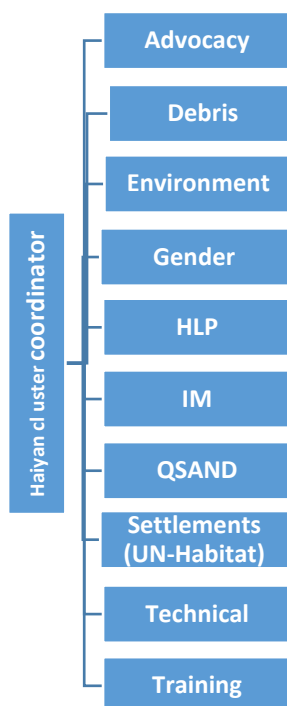 Haiyan cl uster coordinator
Advocacy
Debris
Environment
Gender
HLP
IM
QSAND
Settlements
(UN-Habitat)
Technical
Training